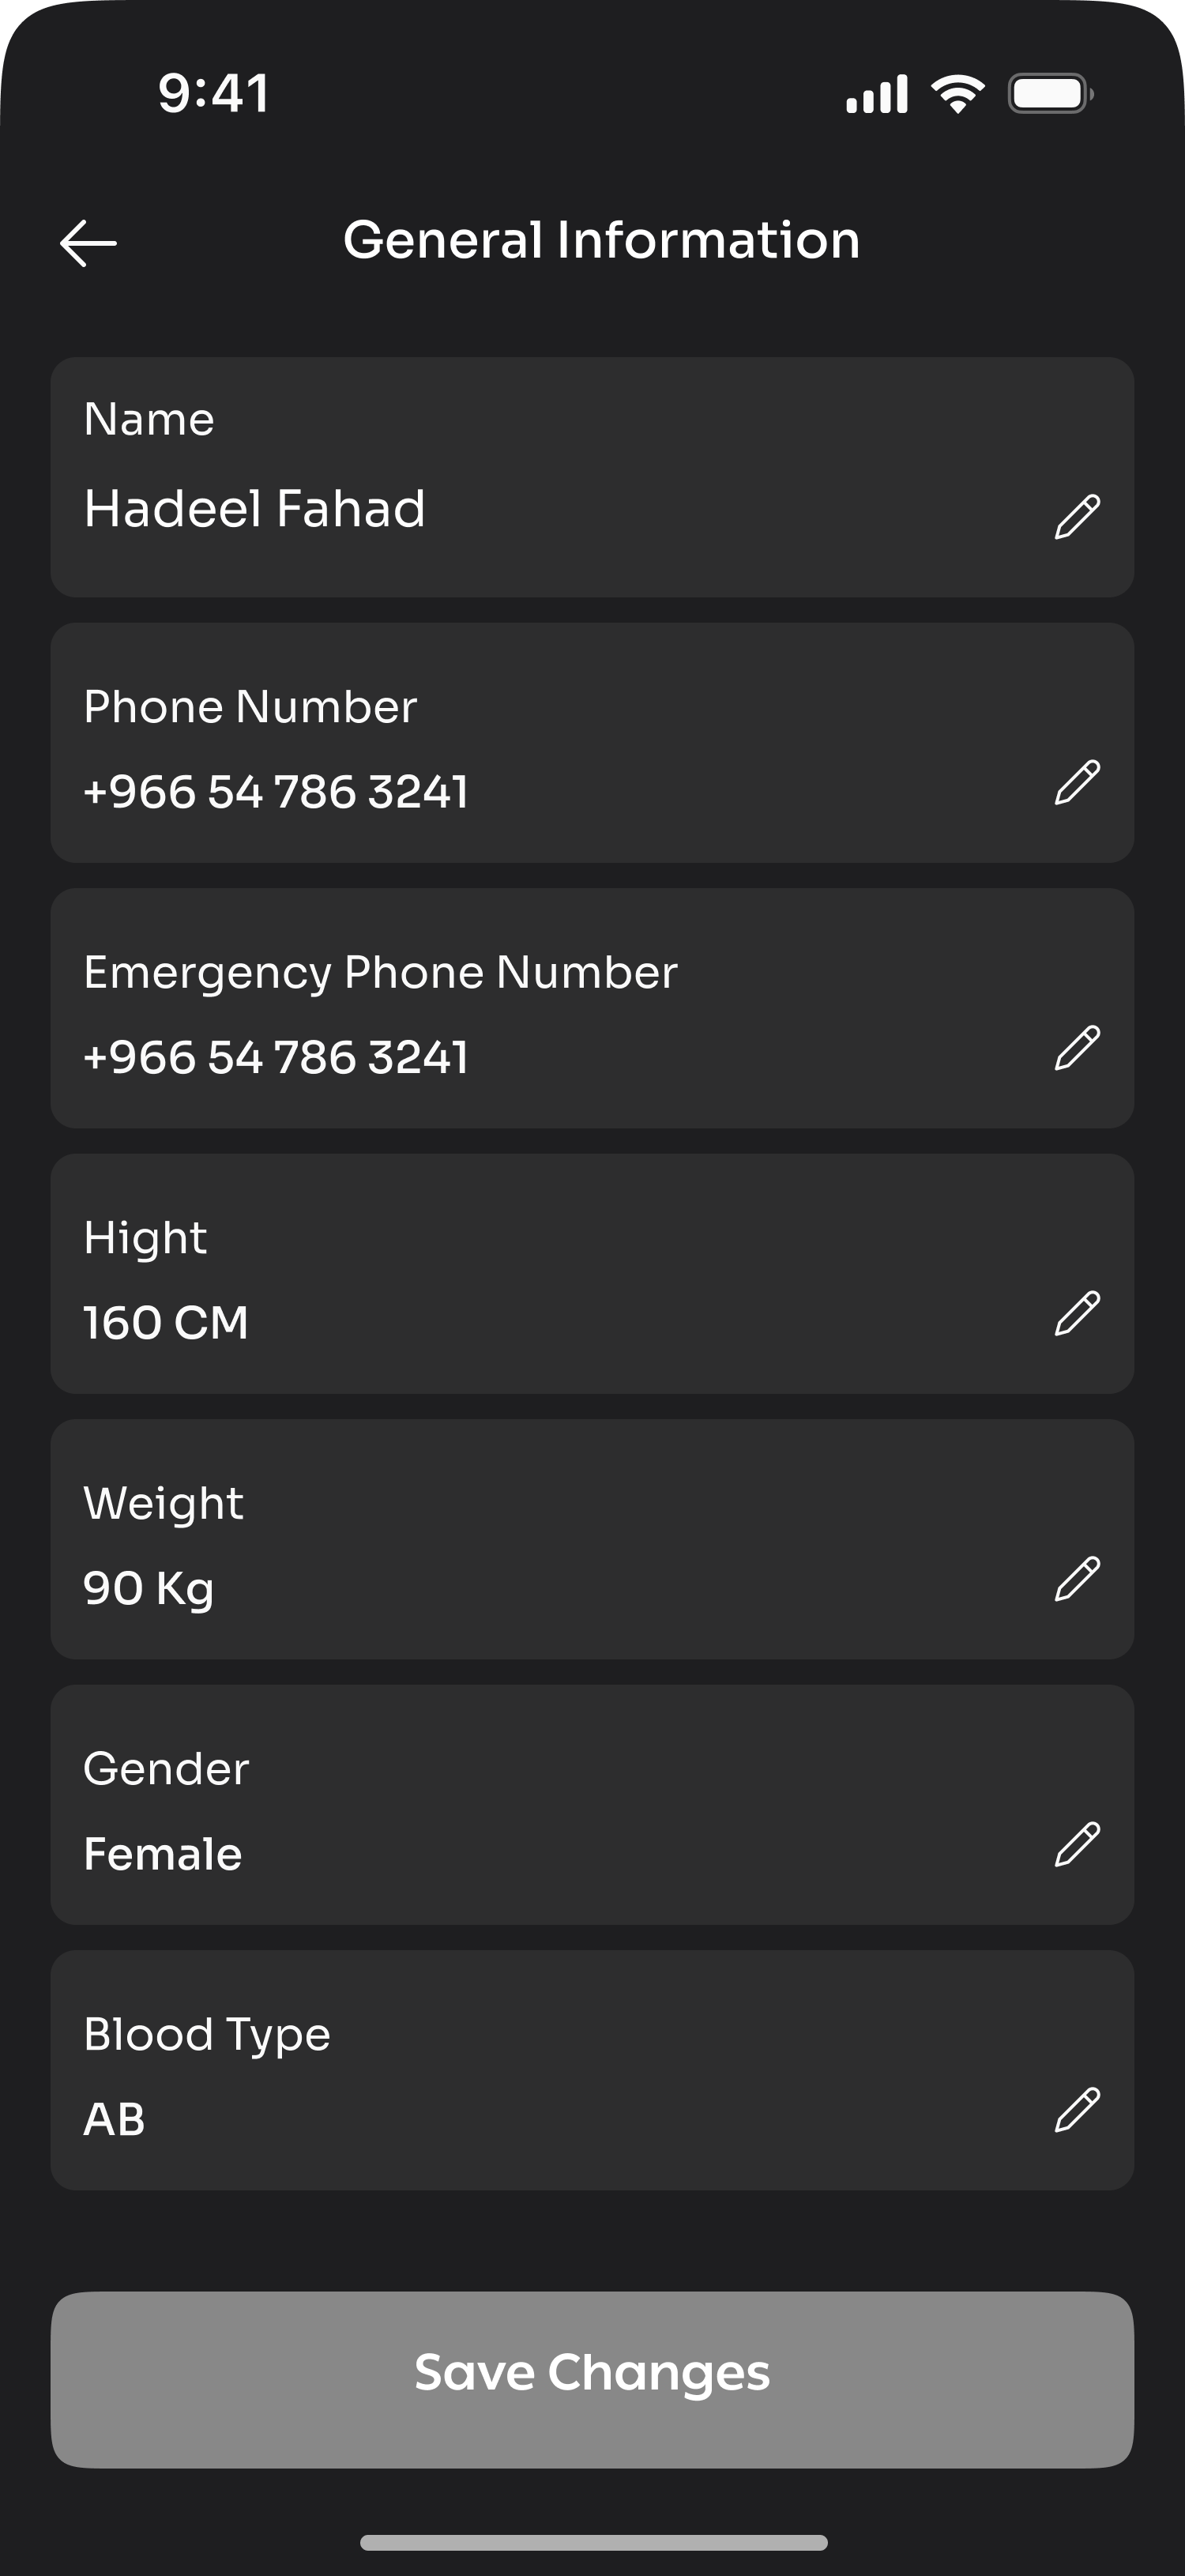 9:41
General Information
Name
Hadeel Fahad
Phone Number
+966 54 786 3241
Emergency Phone Number
+966 54 786 3241
Hight
160 CM
Weight
90 Kg
Gender
Female
Blood Type
AB
Save Changes